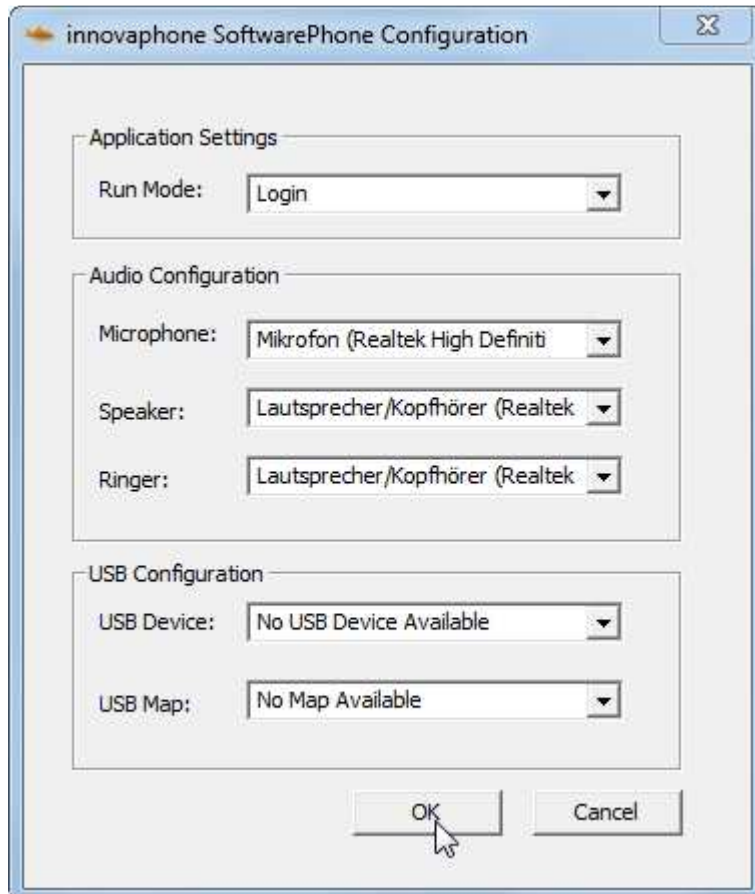 innovaphone SoftwarePhone Configuration
Application Settings
Run Mode: Login
Audio Configuration
Microphone: Mikrofon (Realtek High Definiti
Speaker: Lautsprecher/Kopfhörer (Realtek
Ringer: Lautsprecher/Kopfhörer (Realtek
USB Configuration
USB Device: No USB Device Available
USB Map: No Map Available
OK Cancel